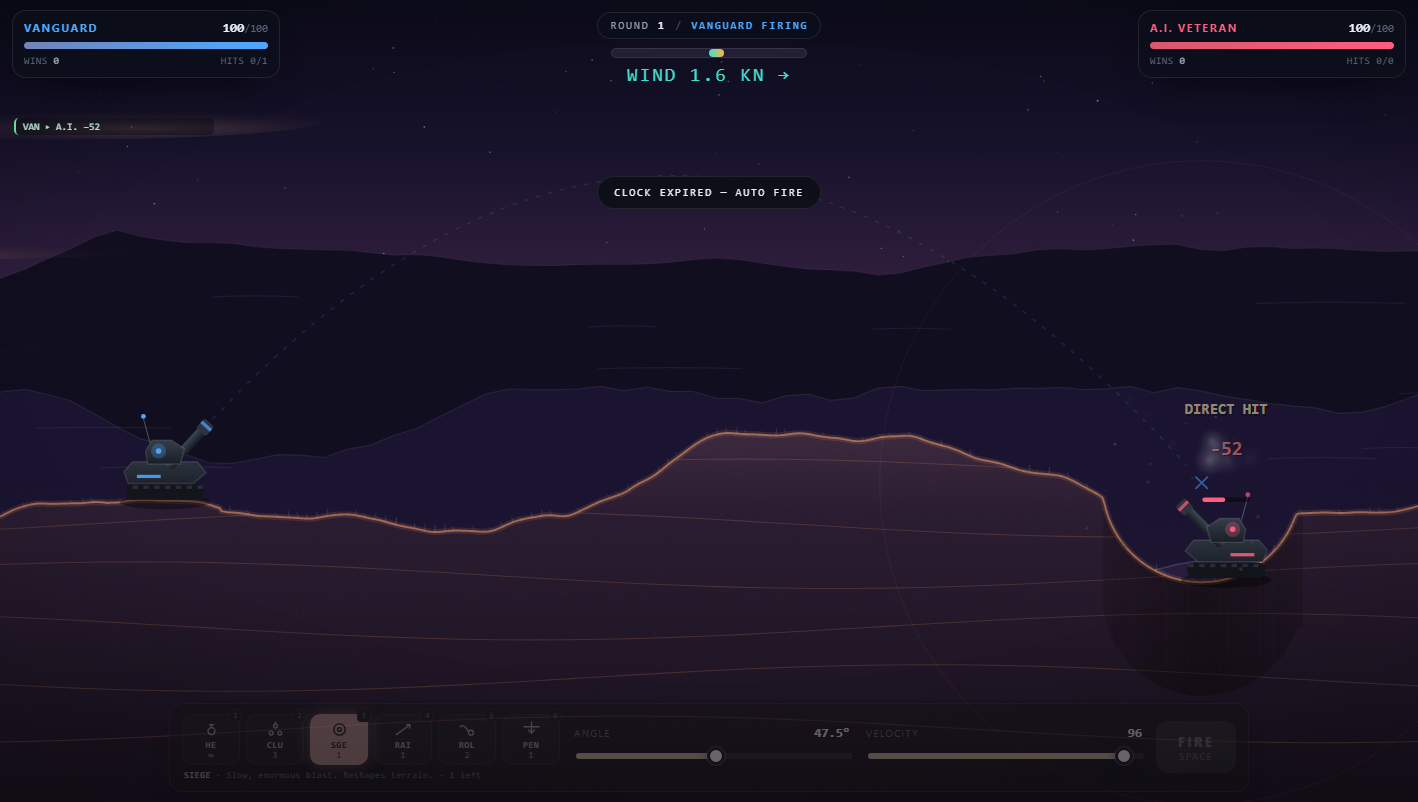 VANGUARD 100/100
WINS 0 HITS 0/1
ROUND 1 / VANGUARD FIRING
WIND 1.6 KN →
A.I. VETERAN 100/100
WINS 0 HITS 0/0
VAN ▸ A.I. −52
CLOCK EXPIRED — AUTO FIRE
DIRECT HIT
-52
1 2 4 5 6
HE CLU SGE RAI ROL PEN
∞ 3 1 1 2 1
SIEGE · Slow, enormous blast. Reshapes terrain. · 1 left
ANGLE 47.5°
VELOCITY 96
FIRE
SPACE